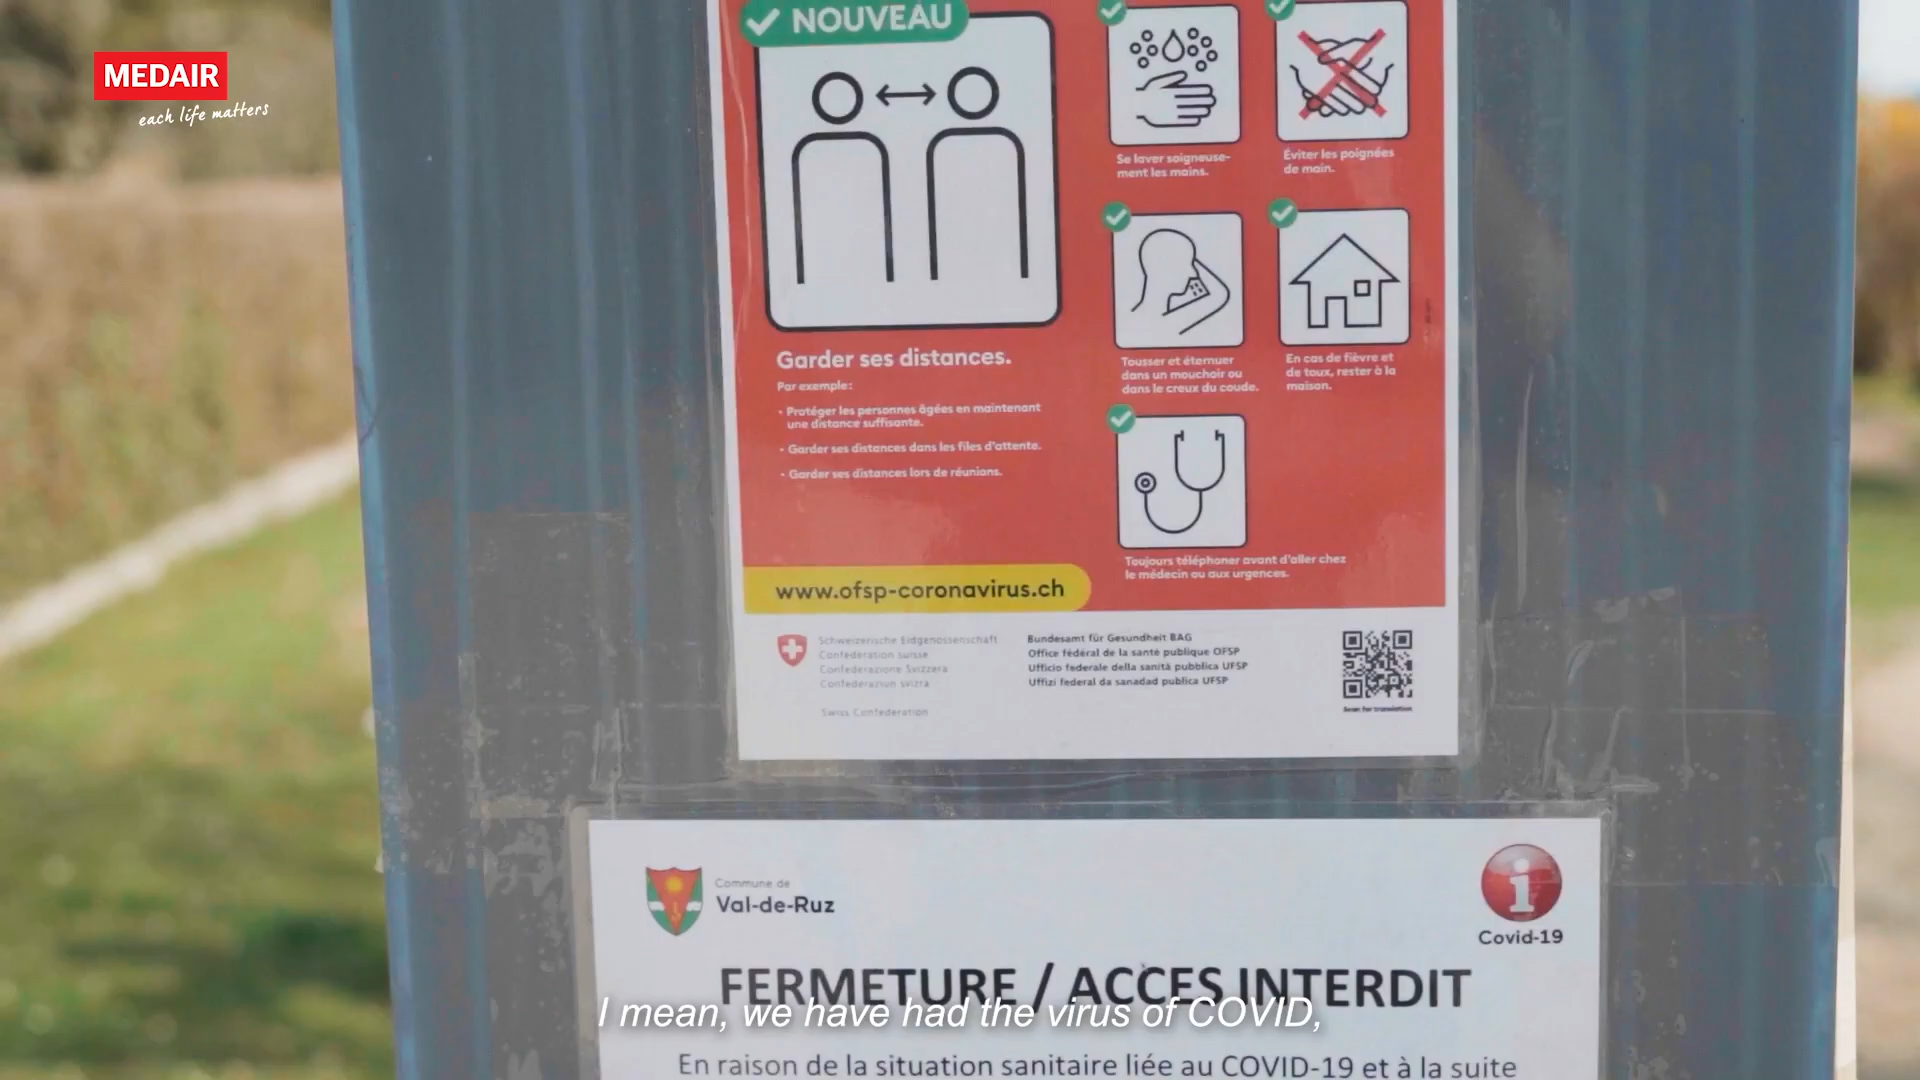 MEDAIR
each life matters
NOUVEAU
Garder ses distances.
Par exemple:
• Protéger les personnes âgées en maintenant
une distance suffisante.
• Garder ses distances dans les files d'attente.
• Garder ses distances lors de réunions.
Se laver soigneuse-
ment les mains.
Éviter les poignées
de main.
Tousser et éternuer
dans un mouchoir ou
dans le creux du coude.
En cas de fièvre et
de toux, rester à la
maison.
Toujours téléphoner avant d'aller chez
le médecin ou aux urgences.
www.ofsp-coronavirus.ch
Schweizerische Eidgenossenschaft
Confédération suisse
Confederazione Svizzera
Confederaziun svizra
Swiss Confederation
Bundesamt für Gesundheit BAG
Office fédéral de la santé publique OFSP
Ufficio federale della sanità pubblica UFSP
Uffizi federal da sanadad publica UFSP
Scan for translation
Commune de
Val-de-Ruz
Covid-19
FERMETURE / ACCES INTERDIT
I mean, we have had the virus of COVID,
En raison de la situation sanitaire liée au COVID-19 et à la suite